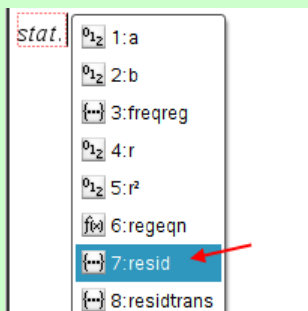 stat.
1:a
2:b
3:freqreg
4:r
5:r²
f(x) 6:regeqn
7:resid
8:residtrans